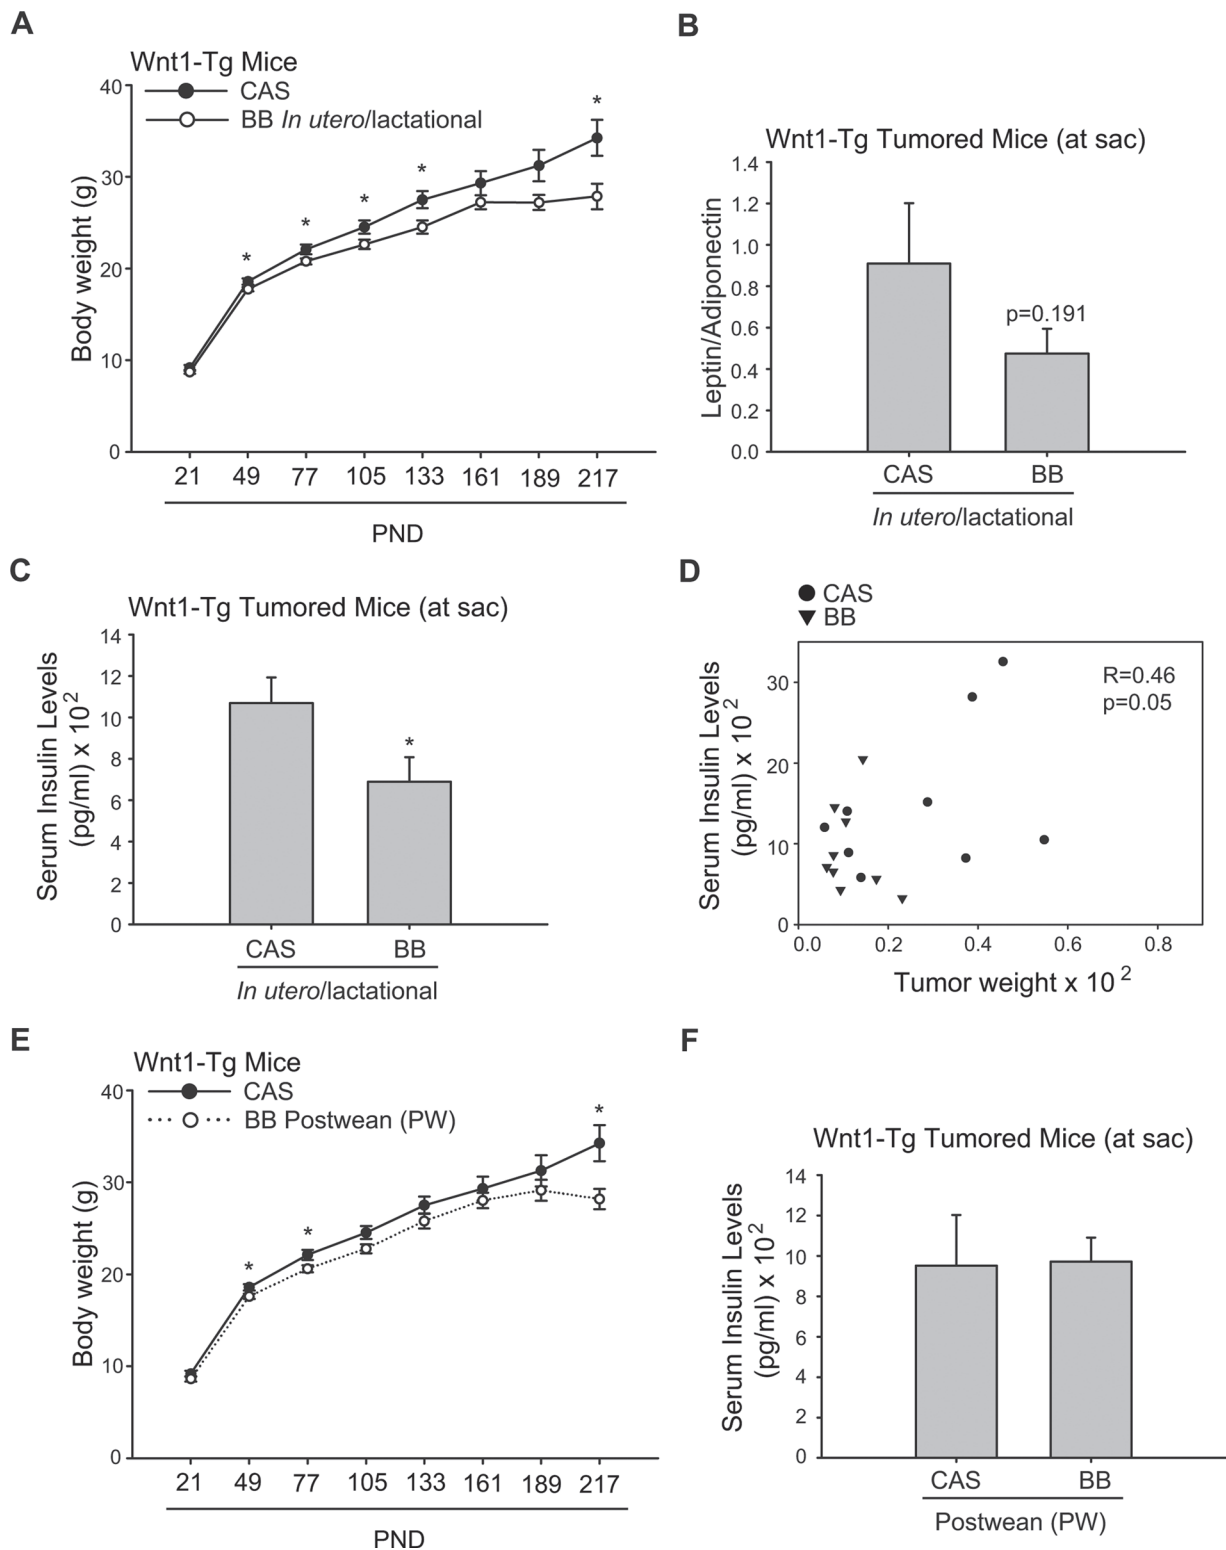 A
Wnt1-Tg Mice
CAS
BB In utero/lactational
40
30
20
10
0
Body weight (g)
*
*
*
*
*
21 49 77 105 133 161 189 217
PND
B
Wnt1-Tg Tumored Mice (at sac)
1.4
1.2
1.0
0.8
0.6
0.4
0.2
0.0
Leptin/Adiponectin
p=0.191
CAS BB
In utero/lactational
C
Wnt1-Tg Tumored Mice (at sac)
14
12
10
8
6
4
2
0
Serum Insulin Levels
(pg/ml) x 10²
*
CAS BB
In utero/lactational
D
CAS
BB
30
20
10
0
Serum Insulin Levels
(pg/ml) x 10²
R=0.46
p=0.05
0.0 0.2 0.4 0.6 0.8
Tumor weight x 10²
E
Wnt1-Tg Mice
CAS
BB Postwean (PW)
40
30
20
10
0
Body weight (g)
*
*
*
21 49 77 105 133 161 189 217
PND
F
Wnt1-Tg Tumored Mice (at sac)
14
12
10
8
6
4
2
0
Serum Insulin Levels
(pg/ml) x 10²
CAS BB
Postwean (PW)